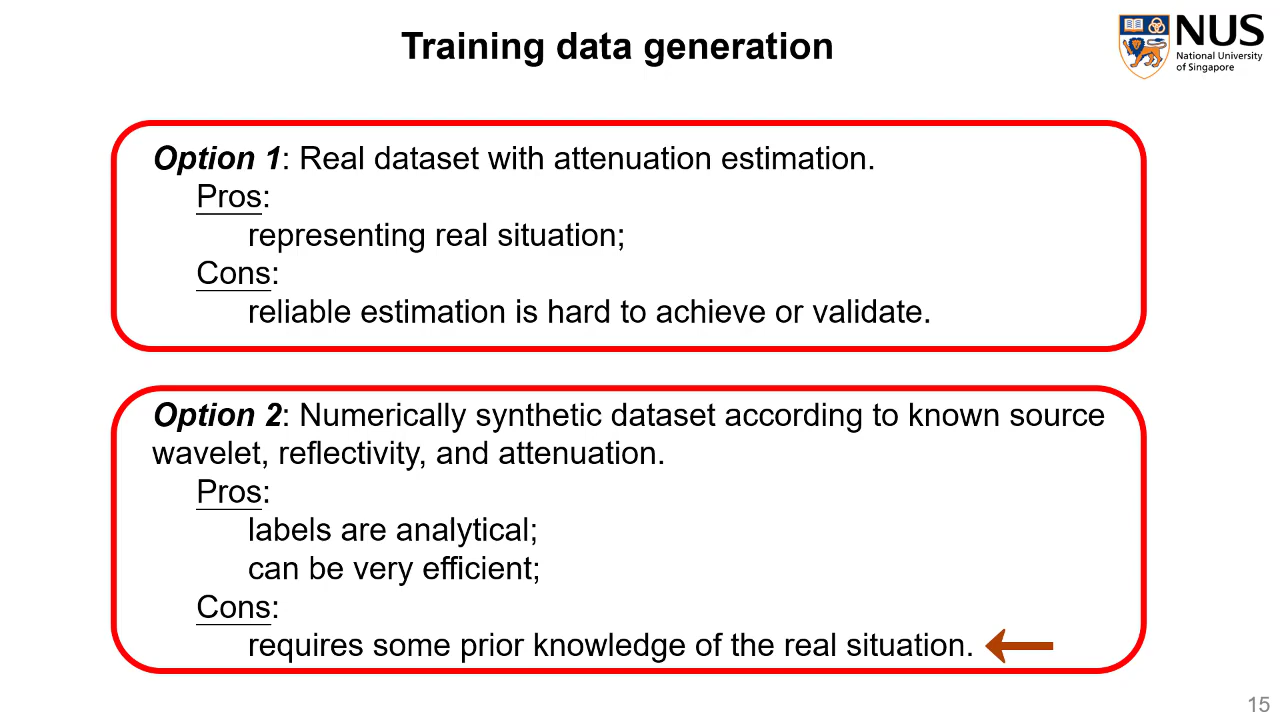 Training data generation
NUS
National University
of Singapore
Option 1: Real dataset with attenuation estimation.
Pros:
representing real situation;
Cons:
reliable estimation is hard to achieve or validate.
Option 2: Numerically synthetic dataset according to known source
wavelet, reflectivity, and attenuation.
Pros:
labels are analytical;
can be very efficient;
Cons:
requires some prior knowledge of the real situation.
15